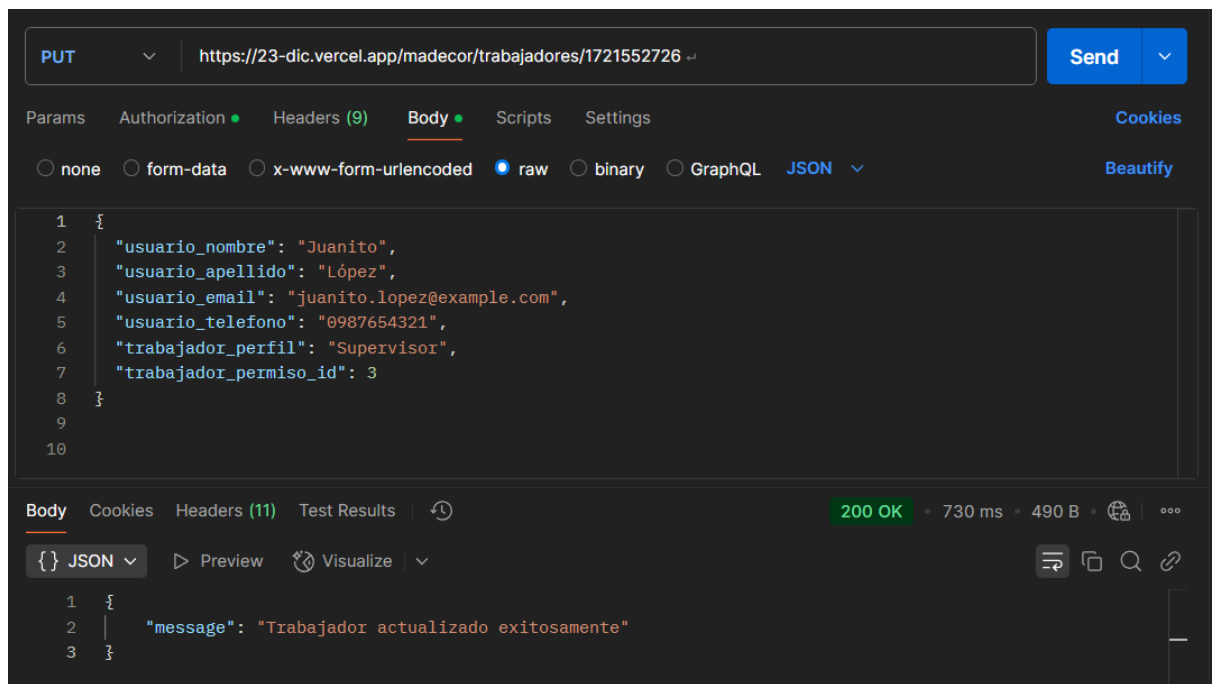 PUT https://23-dic.vercel.app/madecor/trabajadores/1721552726 Send
Params Authorization Headers (9) Body Scripts Settings Cookies
none form-data x-www-form-urlencoded raw binary GraphQL JSON Beautify
1 {
2 "usuario_nombre": "Juanito",
3 "usuario_apellido": "López",
4 "usuario_email": "juanito.lopez@example.com",
5 "usuario_telefono": "0987654321",
6 "trabajador_perfil": "Supervisor",
7 "trabajador_permiso_id": 3
8 }
9
10
Body Cookies Headers (11) Test Results 200 OK • 730 ms • 490 B •
{} JSON Preview Visualize
1 {
2 "message": "Trabajador actualizado exitosamente"
3 }